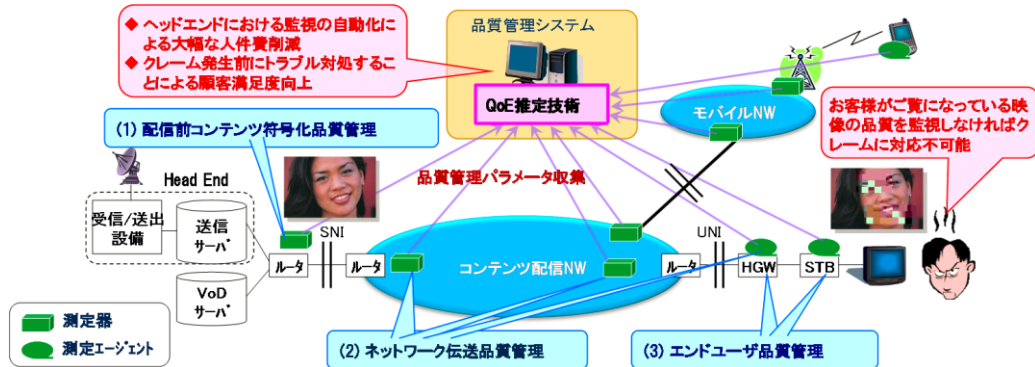 ◆ ヘッドエンドにおける監視の自動化に
よる大幅な人件費削減
◆ クレーム発生前にトラブル対処するこ
とによる顧客満足度向上
品質管理システム
QoE推定技術
モバイルNW
お客様がご覧になっている映
像の品質を監視しなければク
レームに対応不可能
(1) 配信前コンテンツ符号化品質管理
品質管理パラメータ収集
Head End
受信/送出
設備
送信
サーバ
SNI
UNI
ルータ
ルータ
コンテンツ配信NW
ルータ
HGW
STB
VoD
サーバ
測定器
測定エージェント
(2) ネットワーク伝送品質管理
(3) エンドユーザ品質管理